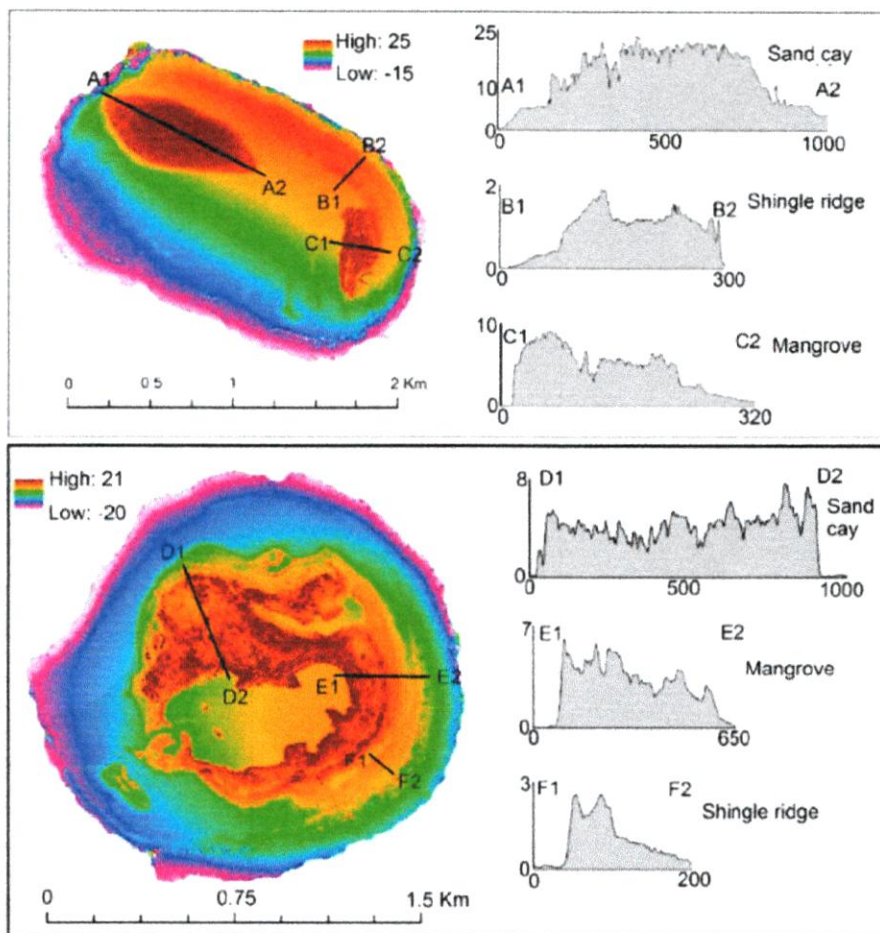 High: 25
Low: -15
A1
A2
B2
B1
C1
C2
0 0.5 1 2 Km
25
20
10
0
A1
Sand cay
A2
500 1000
2
1
0
B1
Shingle ridge
B2
0 300
10
0
C1
C2 Mangrove
0 320
High: 21
Low: -20
D1
D2
E1
E2
F1
F2
0 0.75 1.5 Km
8
0
D1
D2
Sand
cay
0 500 1000
7
0
E1
E2
Mangrove
0 650
3
0
F1
F2
Shingle ridge
0 200